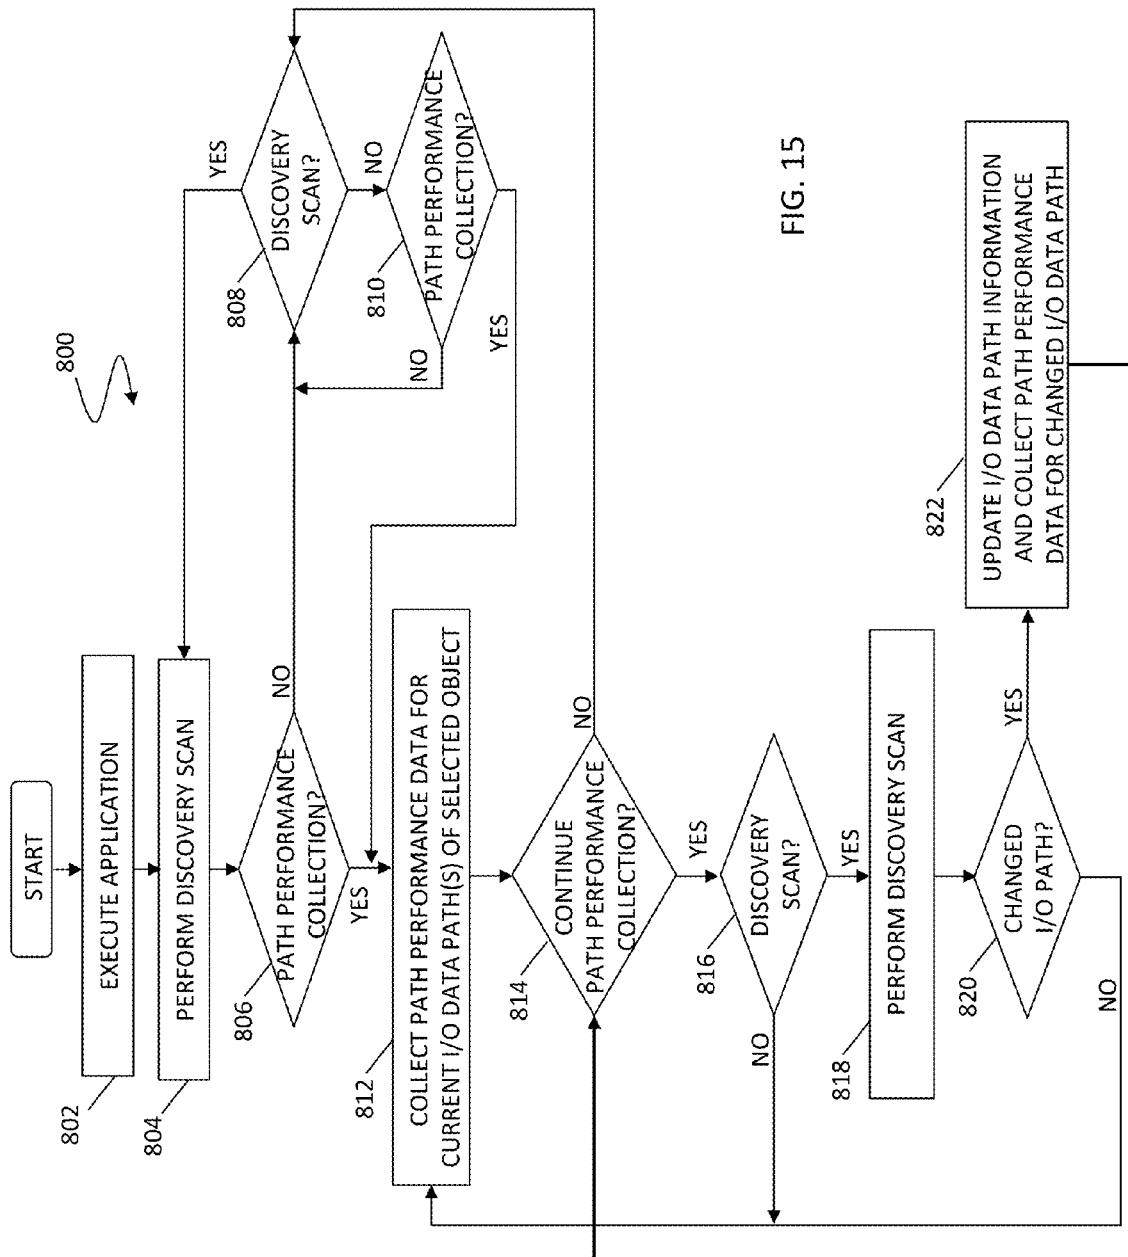 800
START
EXECUTE APPLICATION
802
PERFORM DISCOVERY SCAN
804
PATH PERFORMANCE
COLLECTION?
806
NO
YES
DISCOVERY
SCAN?
808
YES
NO
PATH PERFORMANCE
COLLECTION?
810
NO
YES
COLLECT PATH PERFORMANCE DATA FOR
CURRENT I/O DATA PATH(S) OF SELECTED OBJECT
812
CONTINUE
PATH PERFORMANCE
COLLECTION?
814
NO
YES
DISCOVERY
SCAN?
816
NO
YES
PERFORM DISCOVERY SCAN
818
CHANGED
I/O PATH?
820
YES
NO
UPDATE I/O DATA PATH INFORMATION
AND COLLECT PATH PERFORMANCE
DATA FOR CHANGED I/O DATA PATH
822
FIG. 15